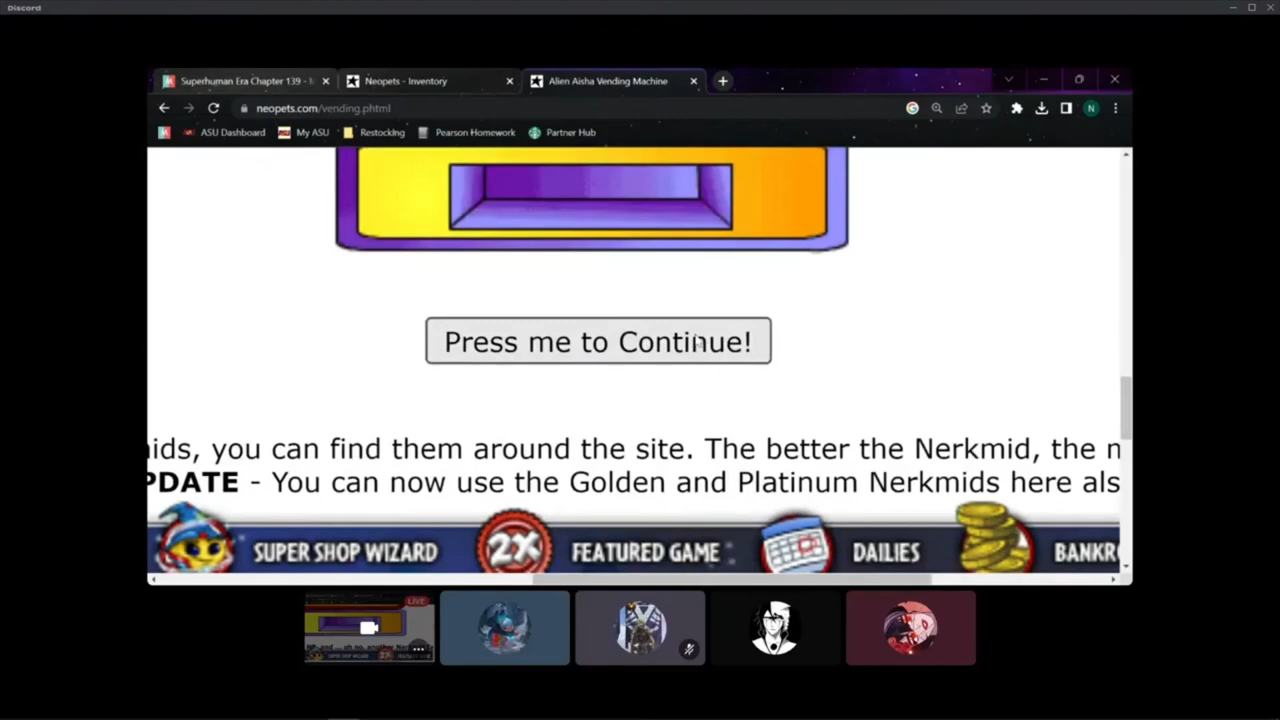 Discord
Superhuman Era Chapter 139 - M
Neopets - Inventory
Alien Aisha Vending Machine
neopets.com/vending.phtml
N
ASU Dashboard
My ASU
Restocking
Pearson Homework
Partner Hub
Press me to Continue!
nids, you can find them around the site. The better the Nerkmid, the n
PDATE - You can now use the Golden and Platinum Nerkmids here als
SUPER SHOP WIZARD
2X
FEATURED GAME
DAILIES
BANKR
LIVE